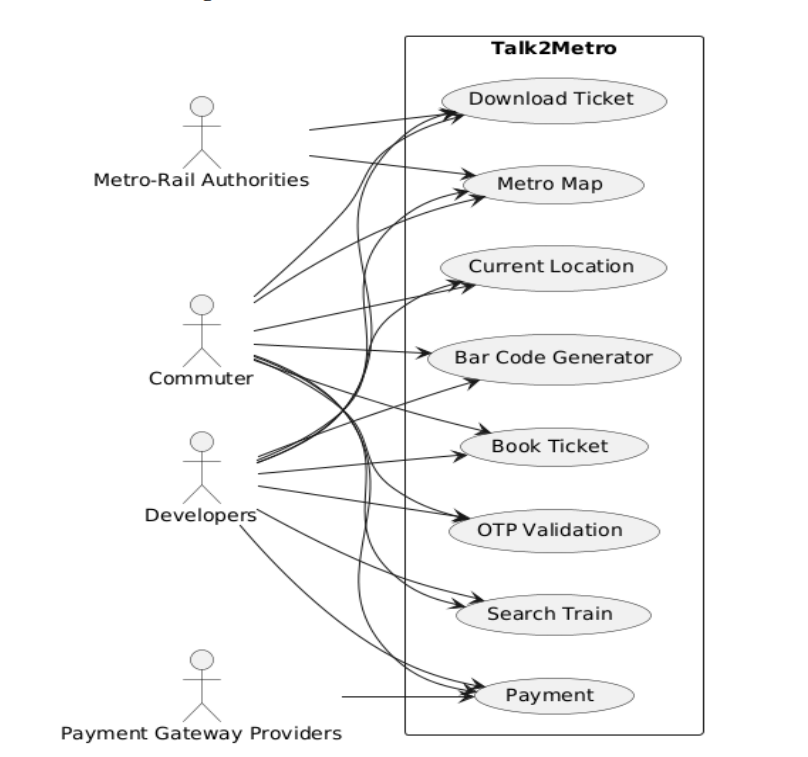 Talk2Metro
Download Ticket
Metro-Rail Authorities
Metro Map
Current Location
Bar Code Generator
Commuter
Book Ticket
Developers
OTP Validation
Search Train
Payment
Payment Gateway Providers